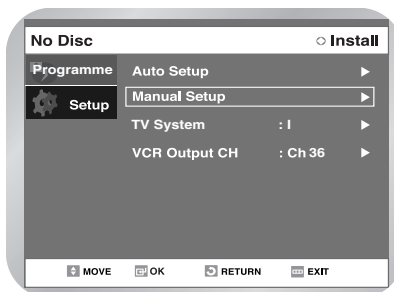 No Disc Install
Programme
Setup
Auto Setup
Manual Setup
TV System : I
VCR Output CH : Ch 36
MOVE OK RETURN EXIT